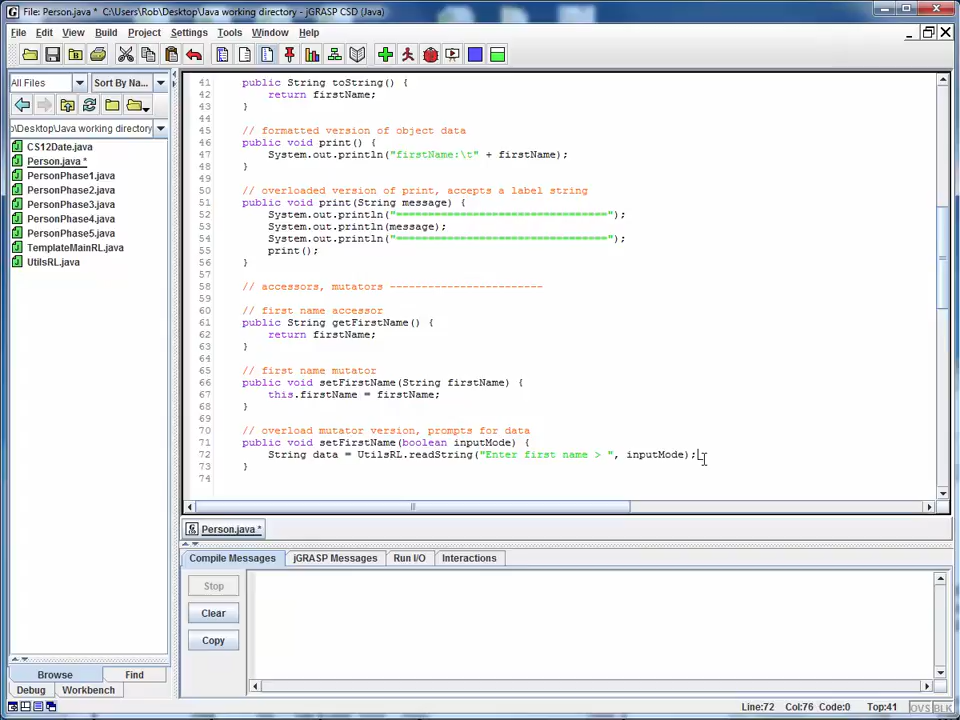 File: Person.java *  C:\Users\Rob\Desktop\Java working directory - jGRASP CSD (Java)
File Edit View Build Project Settings Tools Window Help
All Files Sort By Na...
o\Desktop\Java working directory
CS12Date.java
Person.java *
PersonPhase1.java
PersonPhase2.java
PersonPhase3.java
PersonPhase4.java
PersonPhase5.java
TemplateMainRL.java
UtilsRL.java
Browse Find
Debug Workbench
41 public String toString() {
42 return firstName;
43 }
44
45 // formatted version of object data
46 public void print() {
47 System.out.println("firstName:\t" + firstName);
48 }
49
50 // overloaded version of print, accepts a label string
51 public void print(String message) {
52 System.out.println("=================================");
53 System.out.println(message);
54 System.out.println("=================================");
55 print();
56 }
57
58 // accessors, mutators ------------------------
59
60 // first name accessor
61 public String getFirstName() {
62 return firstName;
63 }
64
65 // first name mutator
66 public void setFirstName(String firstName) {
67 this.firstName = firstName;
68 }
69
70 // overload mutator version, prompts for data
71 public void setFirstName(boolean inputMode) {
72 String data = UtilsRL.readString("Enter first name > ", inputMode);
73 }
74
Person.java *
Compile Messages jGRASP Messages Run I/O Interactions
Stop
Clear
Copy
Line:72 Col:76 Code:0 Top:41 OVS BLK